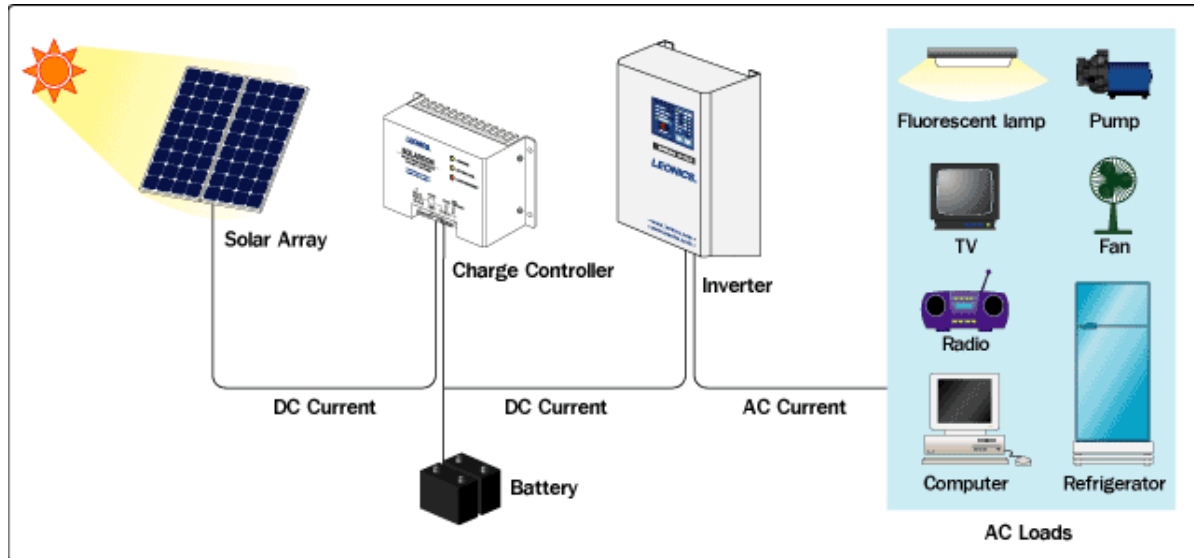 Solar Array
LEONICS
SOLARCON
Charge Controller
LEONICS.
Inverter
DC Current
DC Current
AC Current
Battery
Fluorescent lamp
Pump
TV
Fan
Radio
Computer
Refrigerator
AC Loads